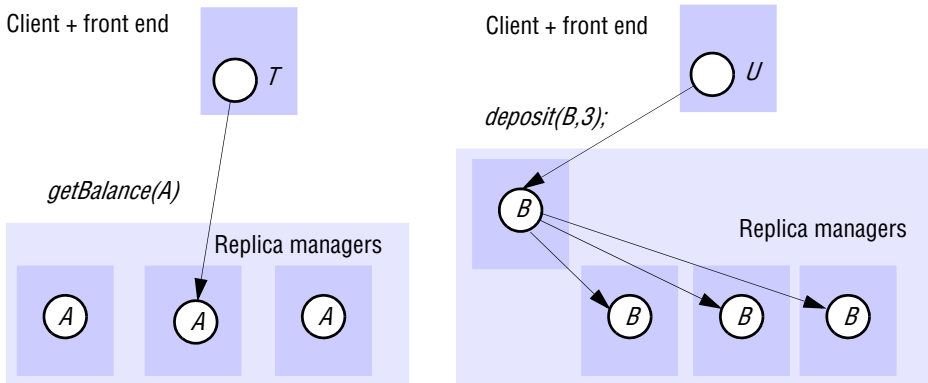 Client + front end
T
getBalance(A)
Replica managers
A
A
A
Client + front end
U
deposit(B,3);
B
Replica managers
B
B
B